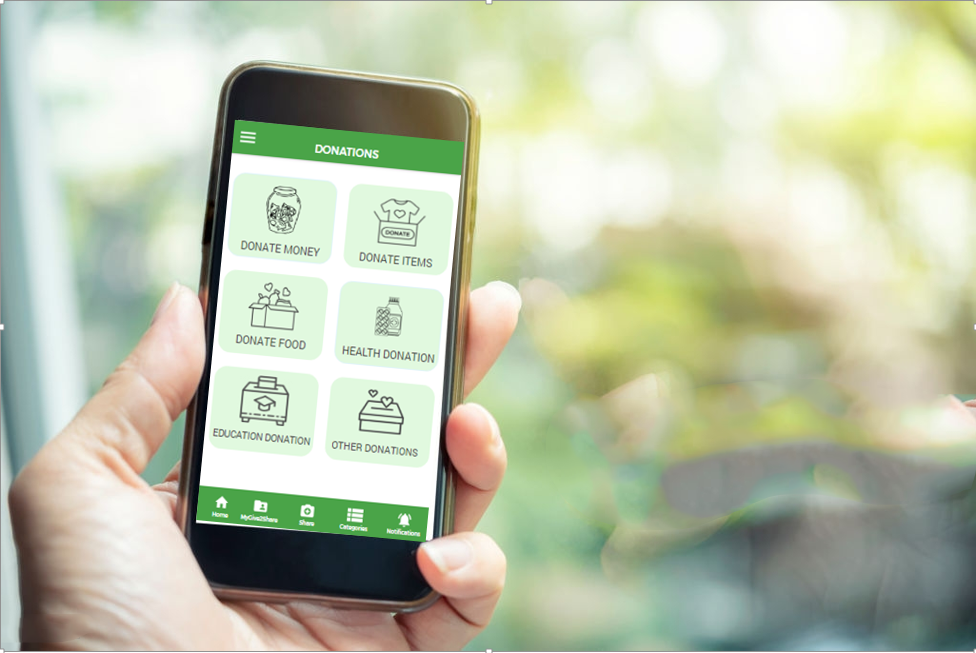 DONATIONS
DONATE MONEY
DONATE
DONATE ITEMS
DONATE FOOD
HEALTH DONATION
EDUCATION DONATION
OTHER DONATIONS
Home
MyGive2Share
Share
Categories
Notifications